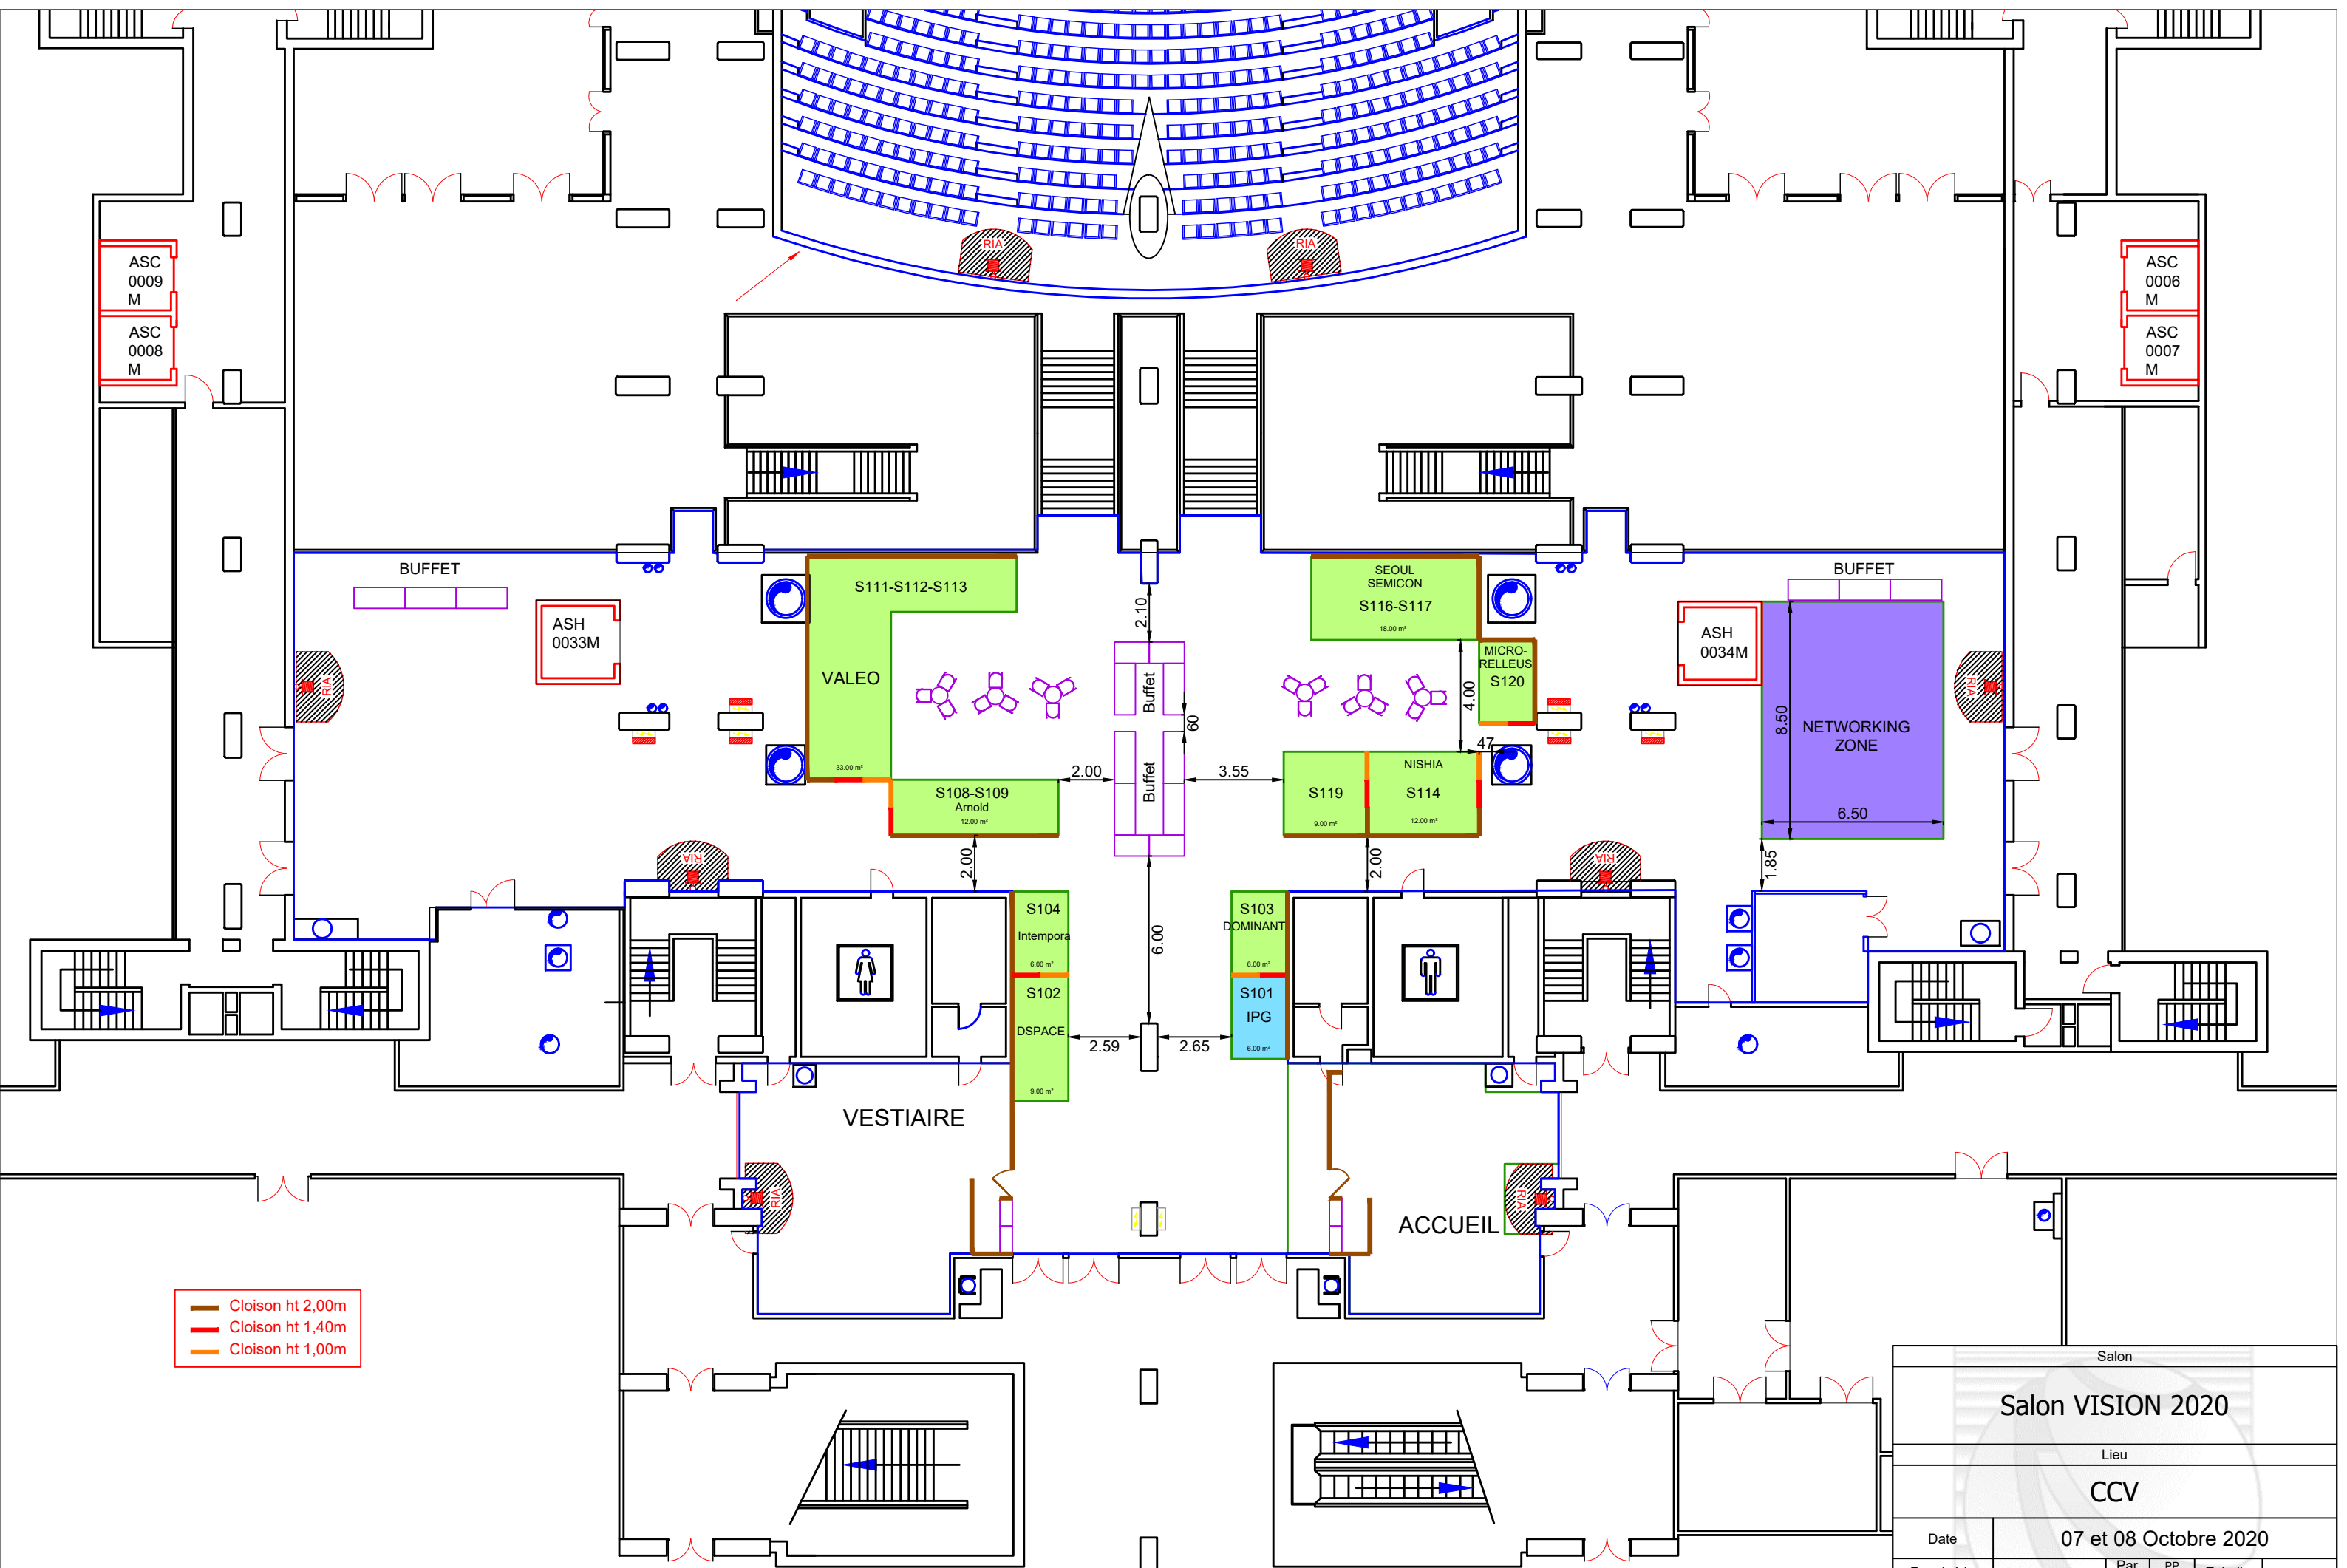 RIA
RIA
ASC
0009
M
ASC
0008
M
ASC
0006
M
ASC
0007
M
BUFFET
ASH
0033M
RIA
S111-S112-S113
VALEO
33.00 m²
S108-S109
Arnold
12.00 m²
2.10
Buffet
60
Buffet
2.00
3.55
SEOUL
SEMICON
S116-S117
18.00 m²
MICRO-
RELLEUS
S120
4.00
47
S119
9.00 m²
NISHIA
S114
12.00 m²
BUFFET
ASH
0034M
NETWORKING
ZONE
8.50
6.50
1.85
RIA
RIA
RIA
2.00
2.00
6.00
S104
Intempora
6.00 m²
S102
DSPACE
9.00 m²
S103
DOMINANT
6.00 m²
S101
IPG
6.00 m²
2.59
2.65
VESTIAIRE
RIA
ACCUEIL
RIA
Cloison ht 2,00m
Cloison ht 1,40m
Cloison ht 1,00m
Salon
Salon VISION 2020
Lieu
CCV
Date
07 et 08 Octobre 2020
Par
PP